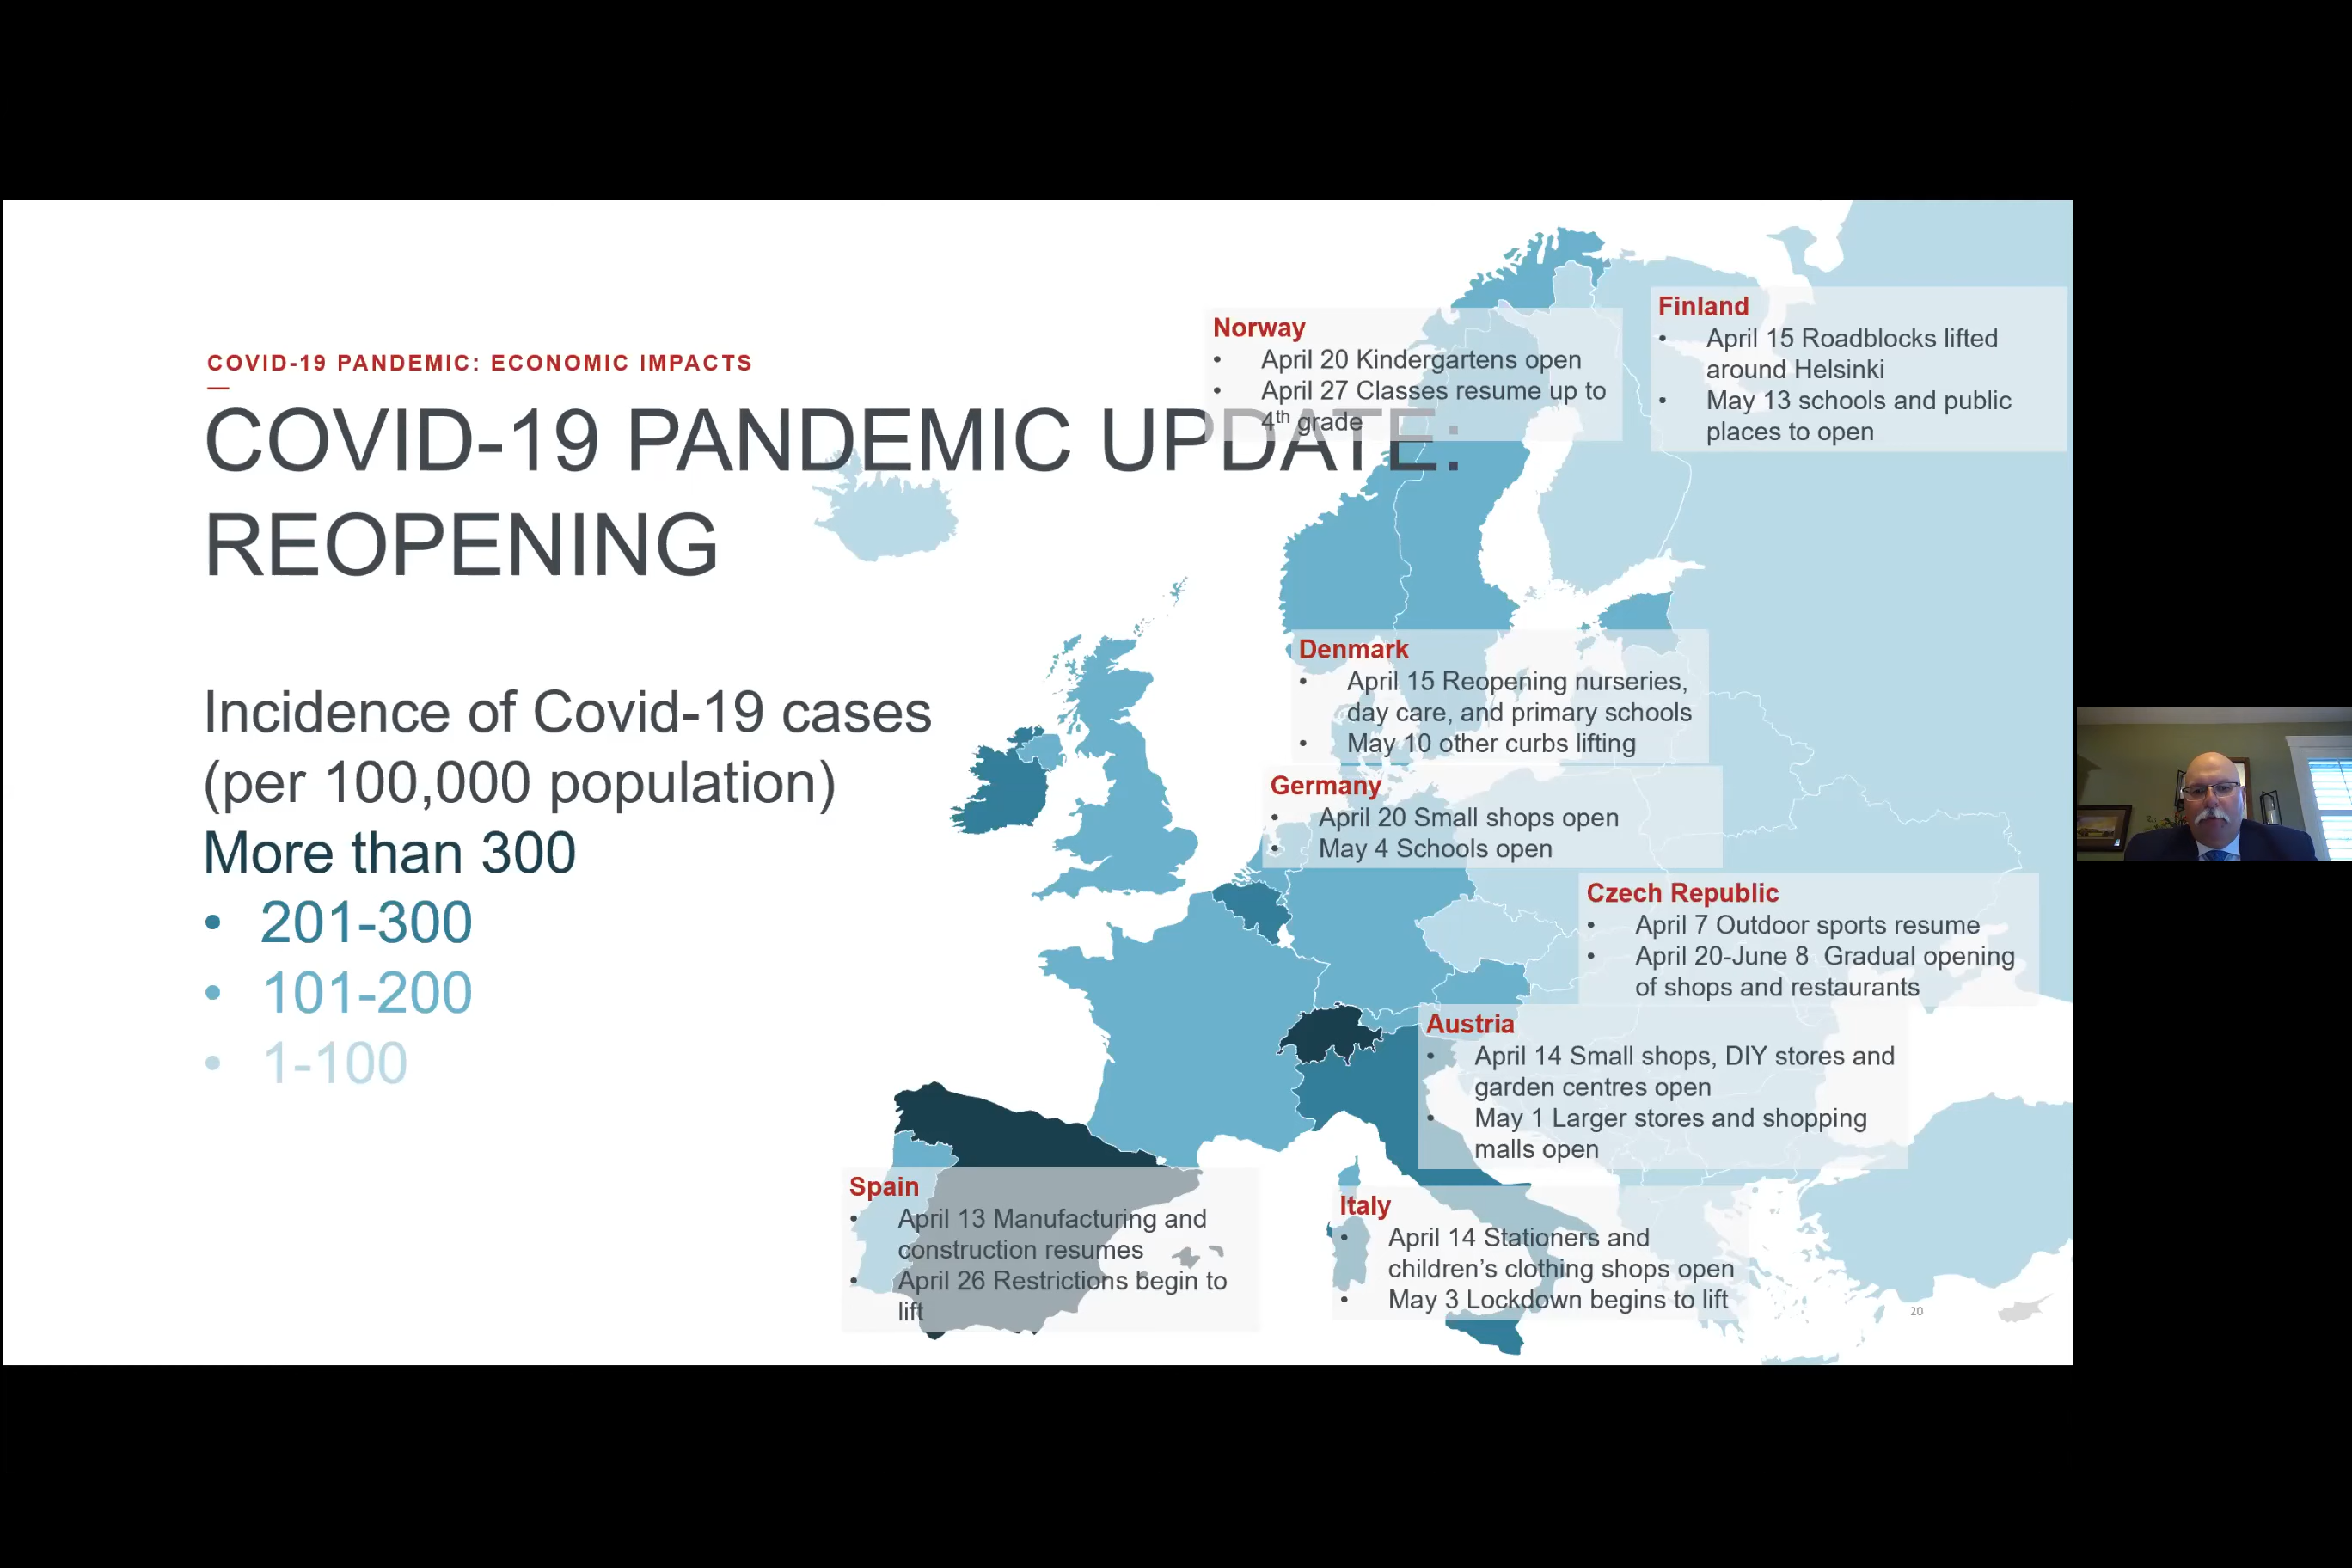 COVID-19 PANDEMIC: ECONOMIC IMPACTS
COVID-19 PANDEMIC UPDATE:
REOPENING
Incidence of Covid-19 cases
(per 100,000 population)
More than 300
• 201-300
• 101-200
• 1-100
Norway
• April 20 Kindergartens open
• April 27 Classes resume up to
4th grade
Finland
• April 15 Roadblocks lifted
around Helsinki
• May 13 schools and public
places to open
Denmark
• April 15 Reopening nurseries,
day care, and primary schools
• May 10 other curbs lifting
Germany
• April 20 Small shops open
• May 4 Schools open
Czech Republic
• April 7 Outdoor sports resume
• April 20-June 8 Gradual opening
of shops and restaurants
Austria
• April 14 Small shops, DIY stores and
garden centres open
• May 1 Larger stores and shopping
malls open
Spain
• April 13 Manufacturing and
construction resumes
• April 26 Restrictions begin to
lift
Italy
• April 14 Stationers and
children’s clothing shops open
• May 3 Lockdown begins to lift
20